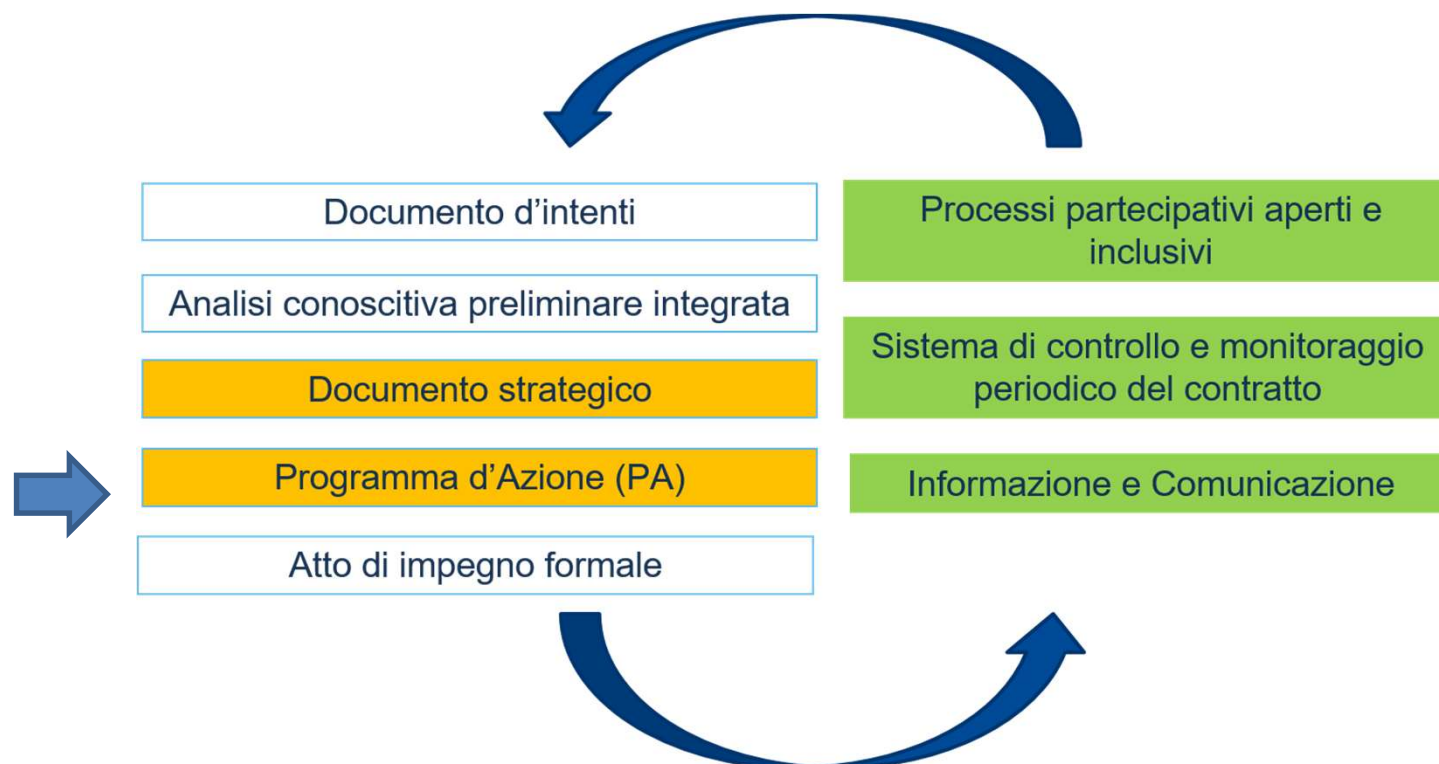 Documento d’intenti
Analisi conoscitiva preliminare integrata
Documento strategico
Programma d’Azione (PA)
Atto di impegno formale
Processi partecipativi aperti e
inclusivi
Sistema di controllo e monitoraggio
periodico del contratto
Informazione e Comunicazione